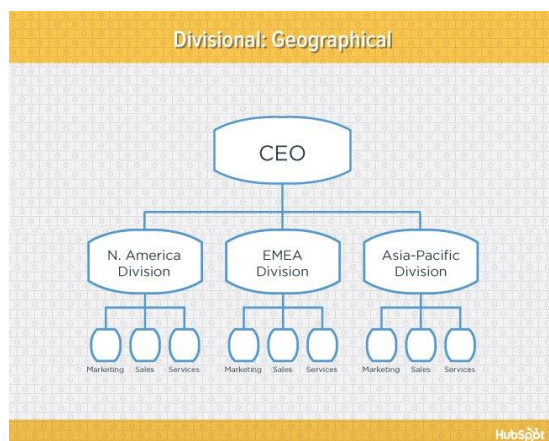 Divisional: Geographical
CEO
N. America
Division
EMEA
Division
Asia-Pacific
Division
Marketing Sales Services
Marketing Sales Services
Marketing Sales Services
HubSpot